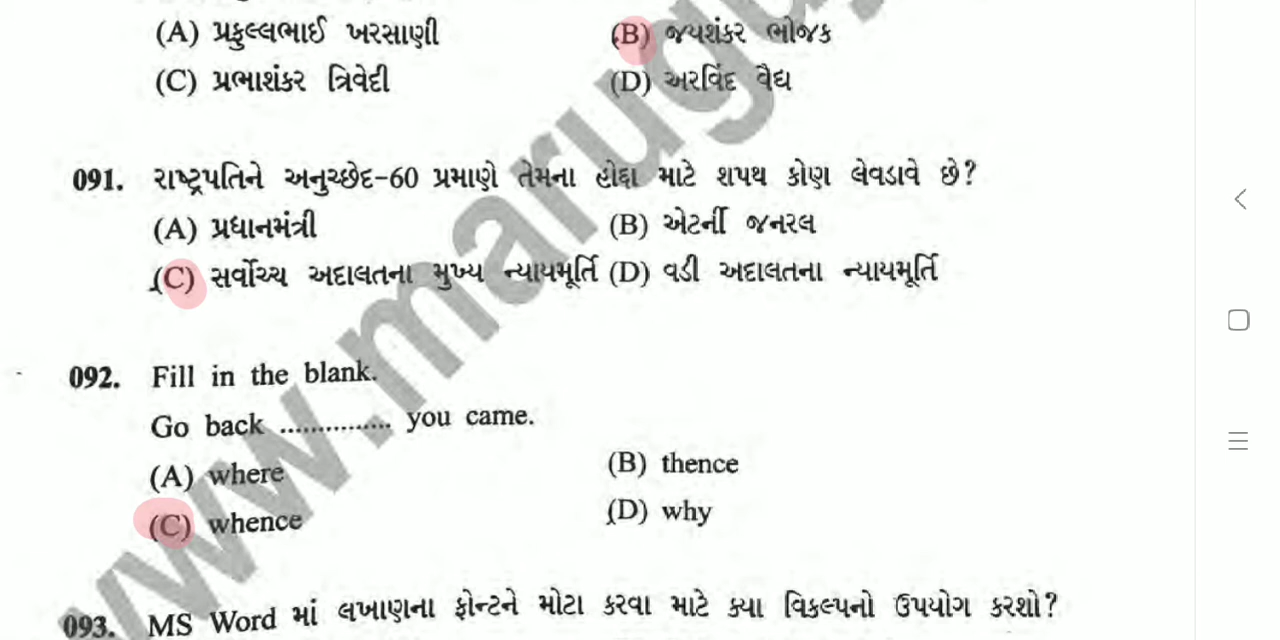 (A) પ્રફુલ્લભાઈ ખરસાણી (B) જયશંકર ભોજક
(C) પ્રભાશંકર ત્રિવેદી (D) અરવિંદ વૈદ્ય
091. રાષ્ટ્રપતિને અનુચ્છેદ-60 પ્રમાણે તેમના હોદ્દા માટે શપથ કોણ લેવડાવે છે?
(A) પ્રધાનમંત્રી (B) એટર્ની જનરલ
(C) સર્વોચ્ચ અદાલતના મુખ્ય ન્યાયમૂર્તિ (D) વડી અદાલતના ન્યાયમૂર્તિ
092. Fill in the blank.
Go back ............... you came.
(A) where (B) thence
(C) whence (D) why
093. MS Word માં લખાણના ફોન્ટને મોટા કરવા માટે ક્યા વિકલ્પનો ઉપયોગ કરશો?
www.marugu